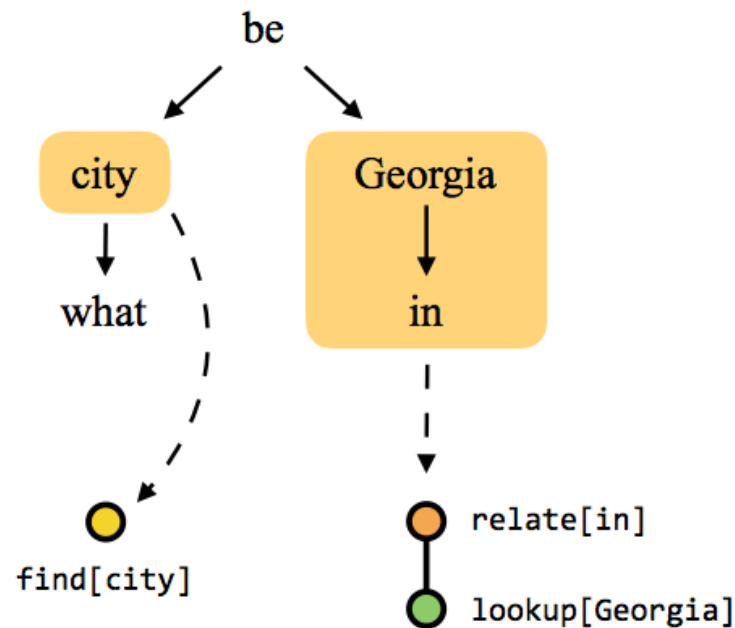 be
city
Georgia
what
in
find[city]
relate[in]
lookup[Georgia]